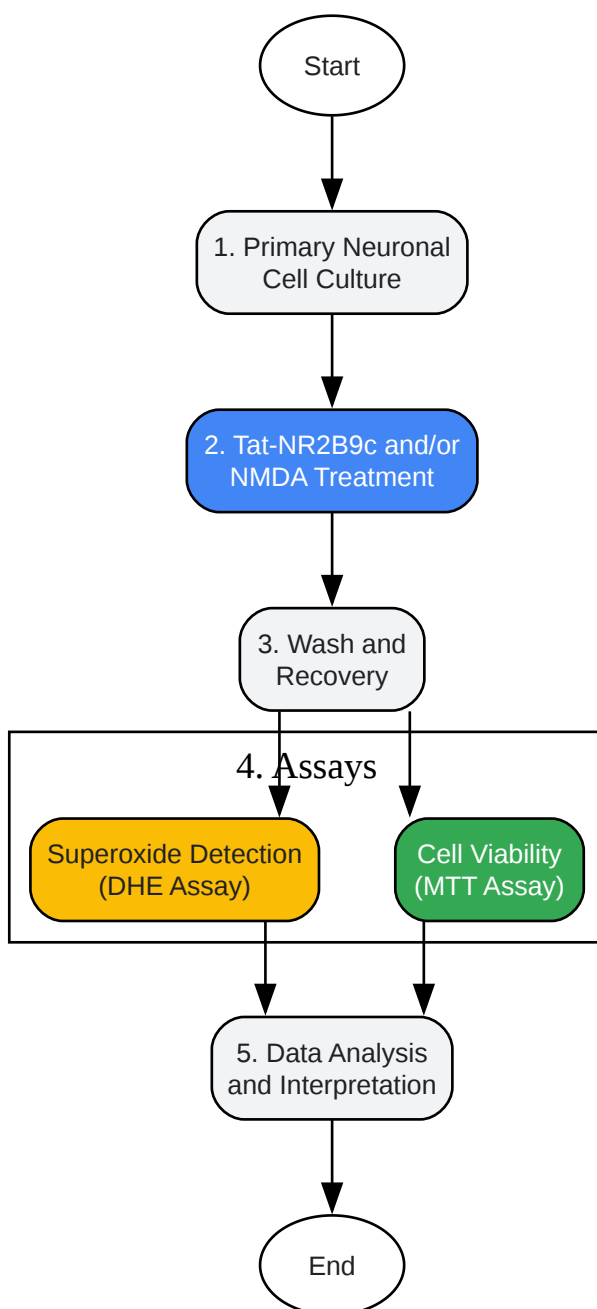 Start
1. Primary Neuronal
Cell Culture
2. Tat-NR2B9c and/or
NMDA Treatment
3. Wash and
Recovery
4. Assays
Superoxide Detection
(DHE Assay)
Cell Viability
(MTT Assay)
5. Data Analysis
and Interpretation
End